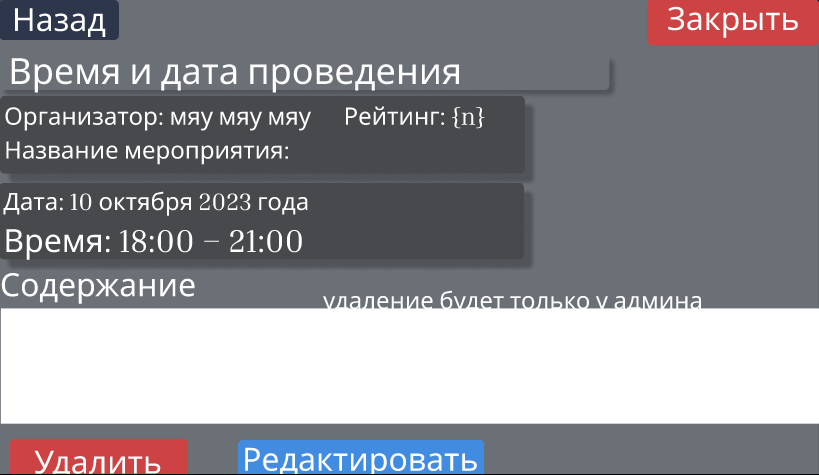 Назад
Закрыть
Время и дата проведения
Организатор: мяу мяу мяу Рейтинг: {n}
Название мероприятия:
Дата: 10 октября 2023 года
Время: 18:00 – 21:00
Содержание
удаление будет только у админа
Удалить
Редактировать